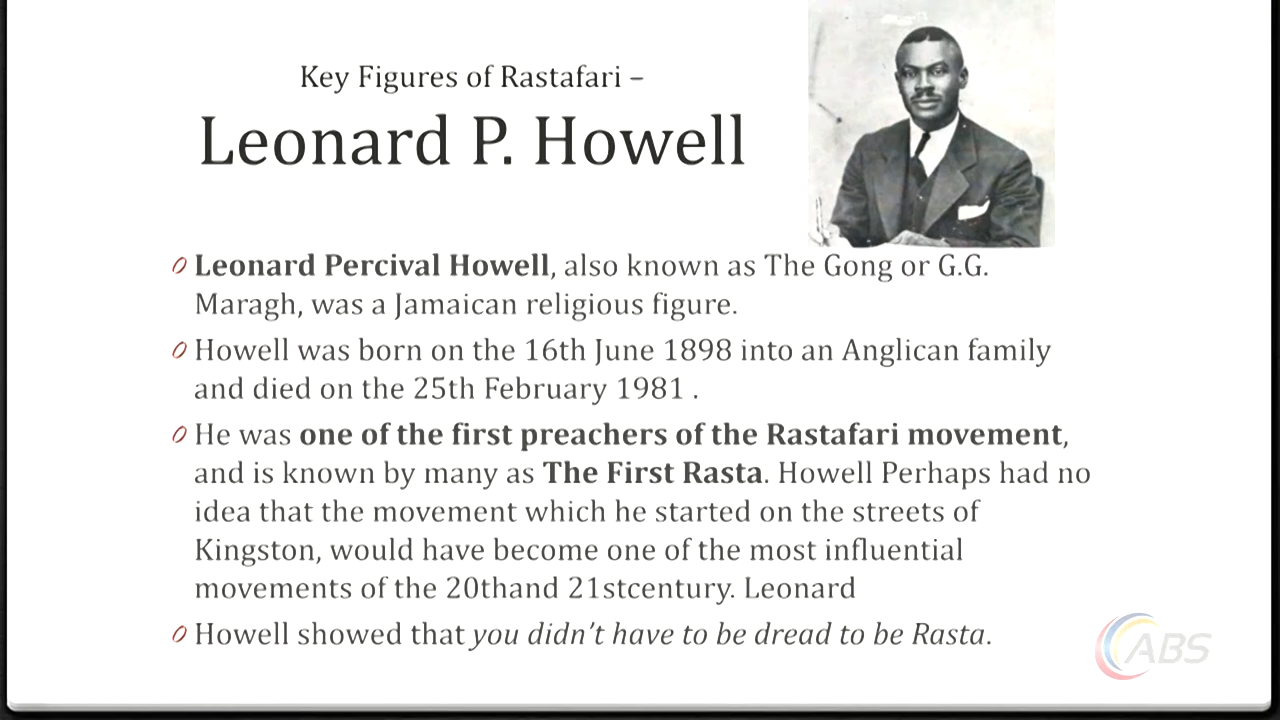 Key Figures of Rastafari –
Leonard P. Howell
Leonard Percival Howell, also known as The Gong or G.G.
Maragh, was a Jamaican religious figure.
Howell was born on the 16th June 1898 into an Anglican family
and died on the 25th February 1981 .
He was one of the first preachers of the Rastafari movement,
and is known by many as The First Rasta. Howell Perhaps had no
idea that the movement which he started on the streets of
Kingston, would have become one of the most influential
movements of the 20thand 21stcentury. Leonard
Howell showed that you didn’t have to be dread to be Rasta.
ABS